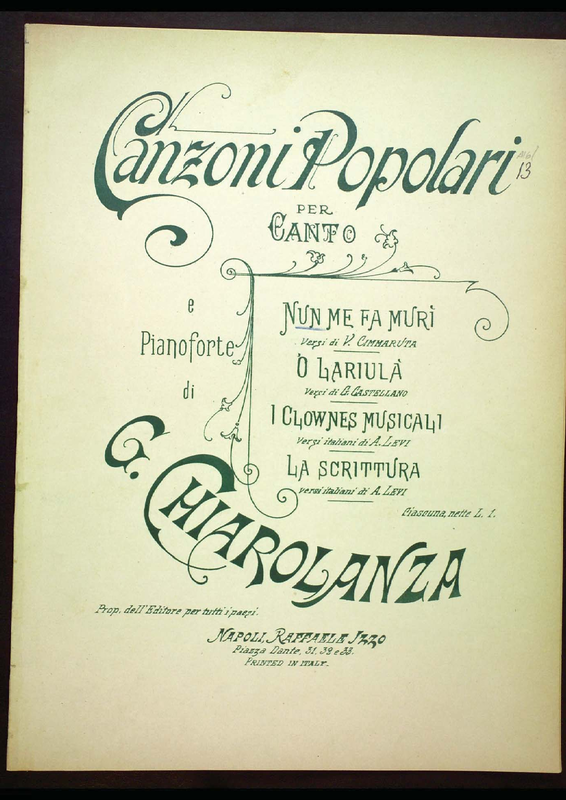 Canzoni Popolari
13
PER
CANTO
e
Pianoforte
di
NUN ME FA MURÌ
Versi di V. CIMMARUTA
'O LARIULÀ
Versi di G. CASTELLANO
I CLOWNES MUSICALI
Versi italiani di A. LEVI
LA SCRITTURA
versi italiani di A. LEVI
Ciascuna, nette L. 1.
G. CHIAROLANZA
Prop. dell'Editore per tutti i paesi.
NAPOLI, RAFFAELE IZZO
Piazza Dante, 31, 32 e 33.
PRINTED IN ITALY.